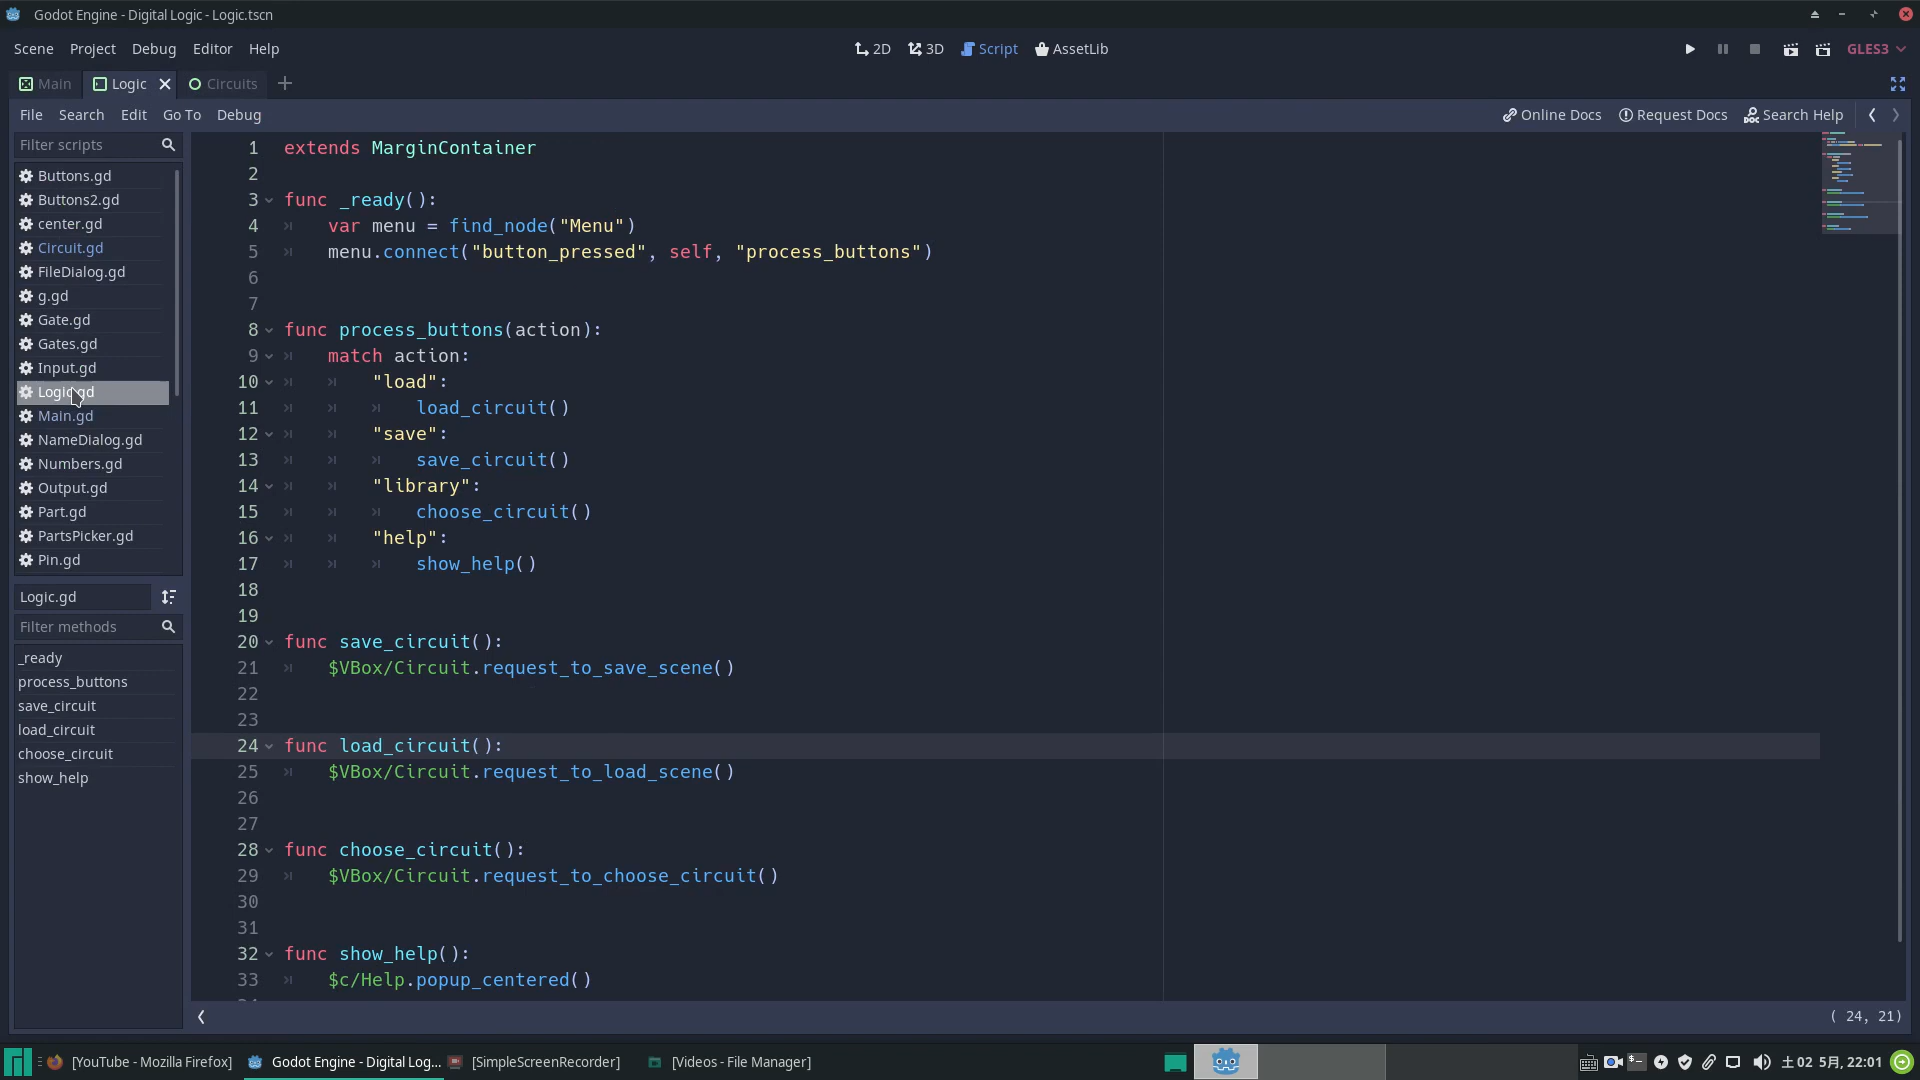 Godot Engine - Digital Logic - Logic.tscn
Scene Project Debug Editor Help
2D 3D Script AssetLib
GLES3
Main Logic Circuits
File Search Edit Go To Debug
Online Docs Request Docs Search Help
Filter scripts
Buttons.gd
Buttons2.gd
center.gd
Circuit.gd
FileDialog.gd
g.gd
Gate.gd
Gates.gd
Input.gd
Logic.gd
Main.gd
NameDialog.gd
Numbers.gd
Output.gd
Part.gd
PartsPicker.gd
Pin.gd
Logic.gd
Filter methods
_ready
process_buttons
save_circuit
load_circuit
choose_circuit
show_help
1 extends MarginContainer
2
3 func _ready():
4 var menu = find_node("Menu")
5 menu.connect("button_pressed", self, "process_buttons")
6
7
8 func process_buttons(action):
9 match action:
10 "load":
11 load_circuit()
12 "save":
13 save_circuit()
14 "library":
15 choose_circuit()
16 "help":
17 show_help()
18
19
20 func save_circuit():
21 $VBox/Circuit.request_to_save_scene()
22
23
24 func load_circuit():
25 $VBox/Circuit.request_to_load_scene()
26
27
28 func choose_circuit():
29 $VBox/Circuit.request_to_choose_circuit()
30
31
32 func show_help():
33 $c/Help.popup_centered()
( 24, 21)
[YouTube - Mozilla Firefox] Godot Engine - Digital Log... [SimpleScreenRecorder] [Videos - File Manager]
土 02 5月, 22:01